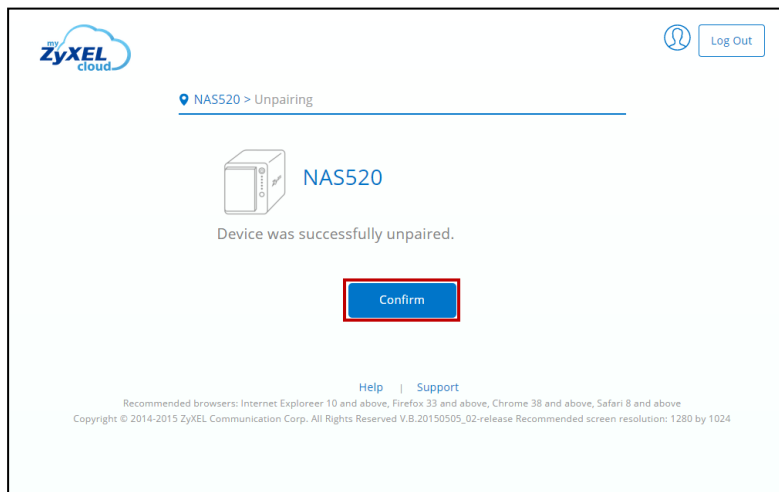 my
ZyXEL
cloud
Log Out
NAS520 > Unpairing
NAS520
Device was successfully unpaired.
Confirm
Help | Support
Recommended browsers: Internet Exploreer 10 and above, Firefox 33 and above, Chrome 38 and above, Safari 8 and above
Copyright © 2014-2015 ZyXEL Communication Corp. All Rights Reserved V.B.20150505_02-release Recommended screen resolution: 1280 by 1024